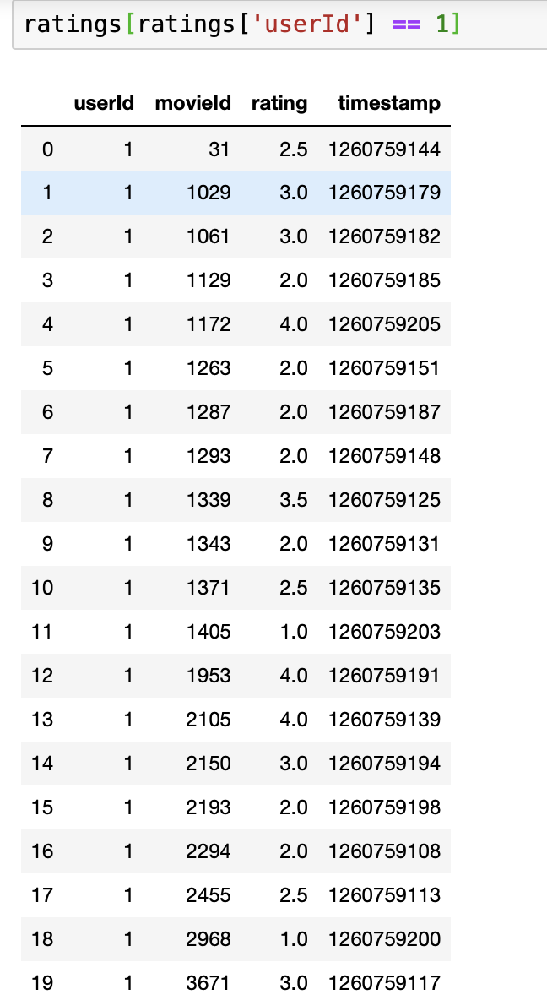 ratings[ratings['userId'] == 1]
userId movieId rating timestamp
0 1 31 2.5 1260759144
1 1 1029 3.0 1260759179
2 1 1061 3.0 1260759182
3 1 1129 2.0 1260759185
4 1 1172 4.0 1260759205
5 1 1263 2.0 1260759151
6 1 1287 2.0 1260759187
7 1 1293 2.0 1260759148
8 1 1339 3.5 1260759125
9 1 1343 2.0 1260759131
10 1 1371 2.5 1260759135
11 1 1405 1.0 1260759203
12 1 1953 4.0 1260759191
13 1 2105 4.0 1260759139
14 1 2150 3.0 1260759194
15 1 2193 2.0 1260759198
16 1 2294 2.0 1260759108
17 1 2455 2.5 1260759113
18 1 2968 1.0 1260759200
19 1 3671 3.0 1260759117